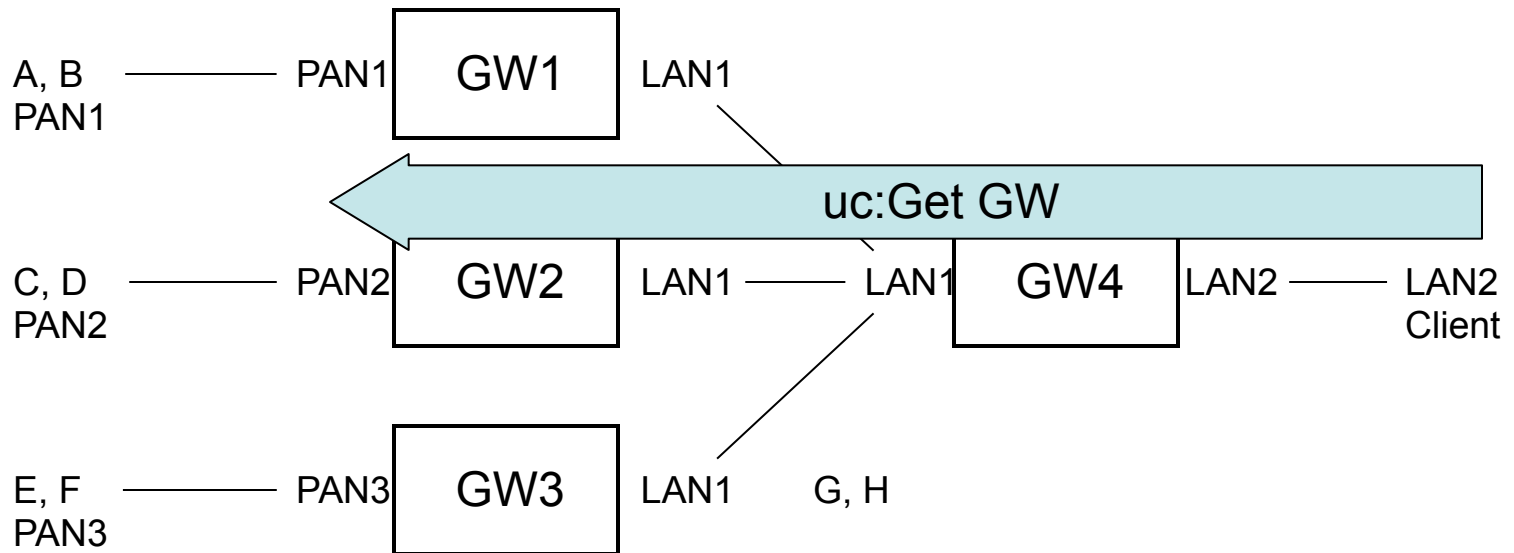 A, B
PAN1
PAN1
GW1
LAN1
uc:Get GW
C, D
PAN2
PAN2
GW2
LAN1
LAN1
GW4
LAN2
LAN2
Client
E, F
PAN3
PAN3
GW3
LAN1
G, H